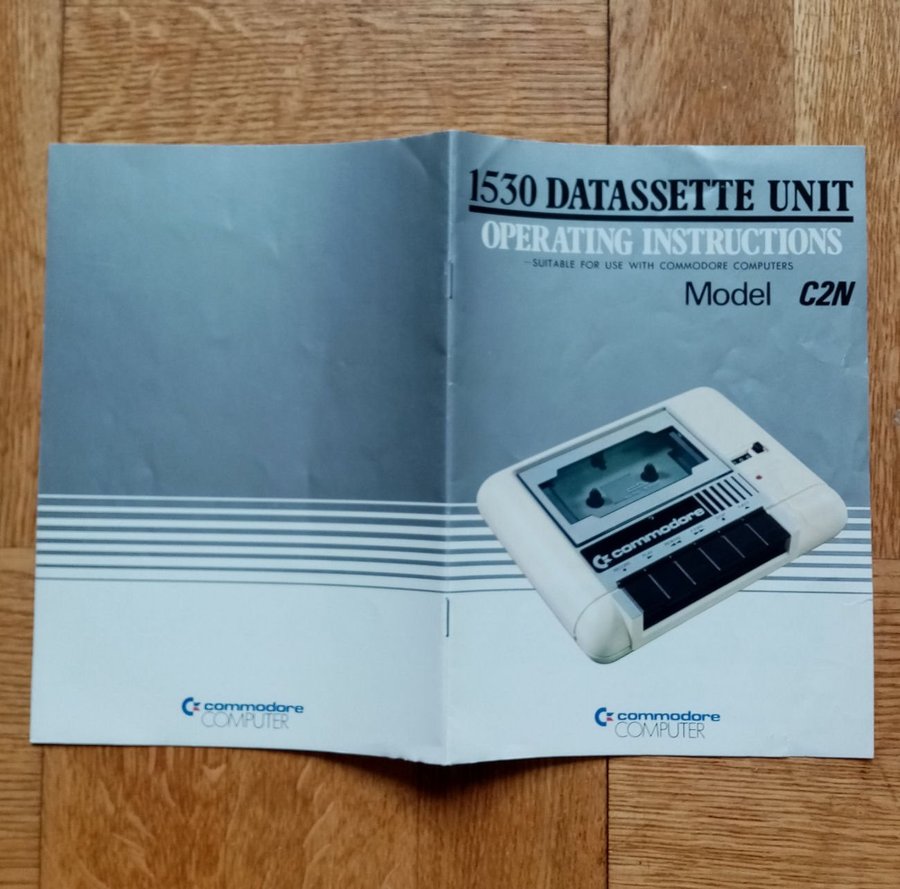 1530 DATASSETTE UNIT
OPERATING INSTRUCTIONS
—SUITABLE FOR USE WITH COMMODORE COMPUTERS
Model C2N
commodore
commodore
COMPUTER
commodore
COMPUTER